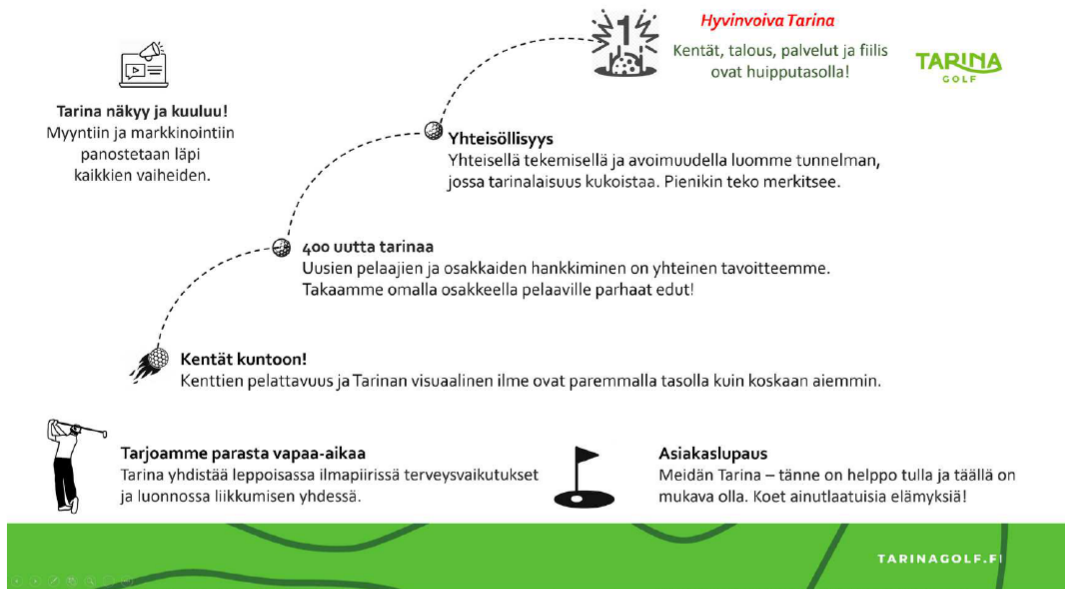 1
Hyvinvoiva Tarina
Kentät, talous, palvelut ja fiilis
ovat huipputasolla!
TARINA
GOLF
Tarina näkyy ja kuuluu!
Myyntiin ja markkinointiin
panostetaan läpi
kaikkien vaiheiden.
Yhteisöllisyys
Yhteisellä tekemisellä ja avoimuudella luomme tunnelman,
jossa tarinalaisuus kukoistaa. Pienikin teko merkitsee.
400 uutta tarinaa
Uusien pelaajien ja osakkaiden hankkiminen on yhteinen tavoitteemme.
Takaamme omalla osakkeella pelaaville parhaat edut!
Kentät kuntoon!
Kenttien pelattavuus ja Tarinan visuaalinen ilme ovat paremmalla tasolla kuin koskaan aiemmin.
Tarjoamme parasta vapaa-aikaa
Tarina yhdistää leppoisassa ilmapiirissä terveysvaikutukset
ja luonnossa liikkumisen yhdessä.
Asiakaslupaus
Meidän Tarina – tänne on helppo tulla ja täällä on
mukava olla. Koet ainutlaatuisia elämyksiä!
TARINAGOLF.FI